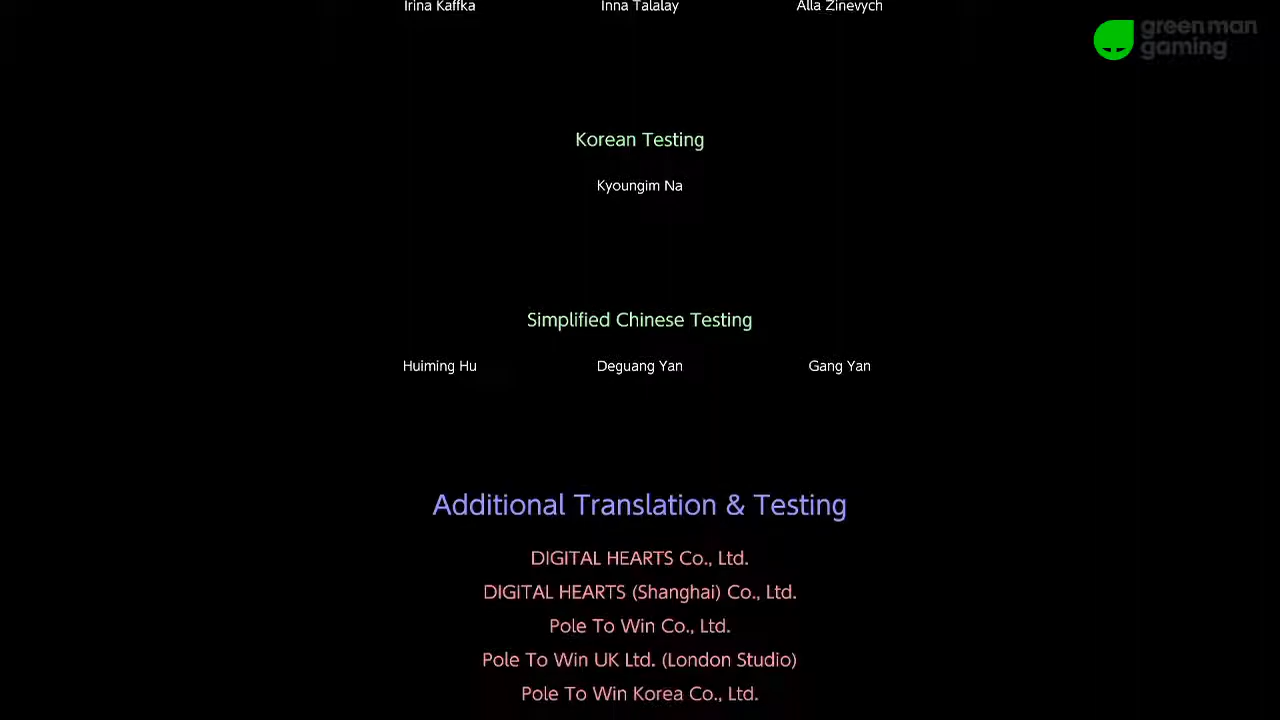 Irina Kaffka Inna Talalay Alla Zinevych
green man
gaming
Korean Testing
Kyoungim Na
Simplified Chinese Testing
Huiming Hu Deguang Yan Gang Yan
Additional Translation & Testing
DIGITAL HEARTS Co., Ltd.
DIGITAL HEARTS (Shanghai) Co., Ltd.
Pole To Win Co., Ltd.
Pole To Win UK Ltd. (London Studio)
Pole To Win Korea Co., Ltd.